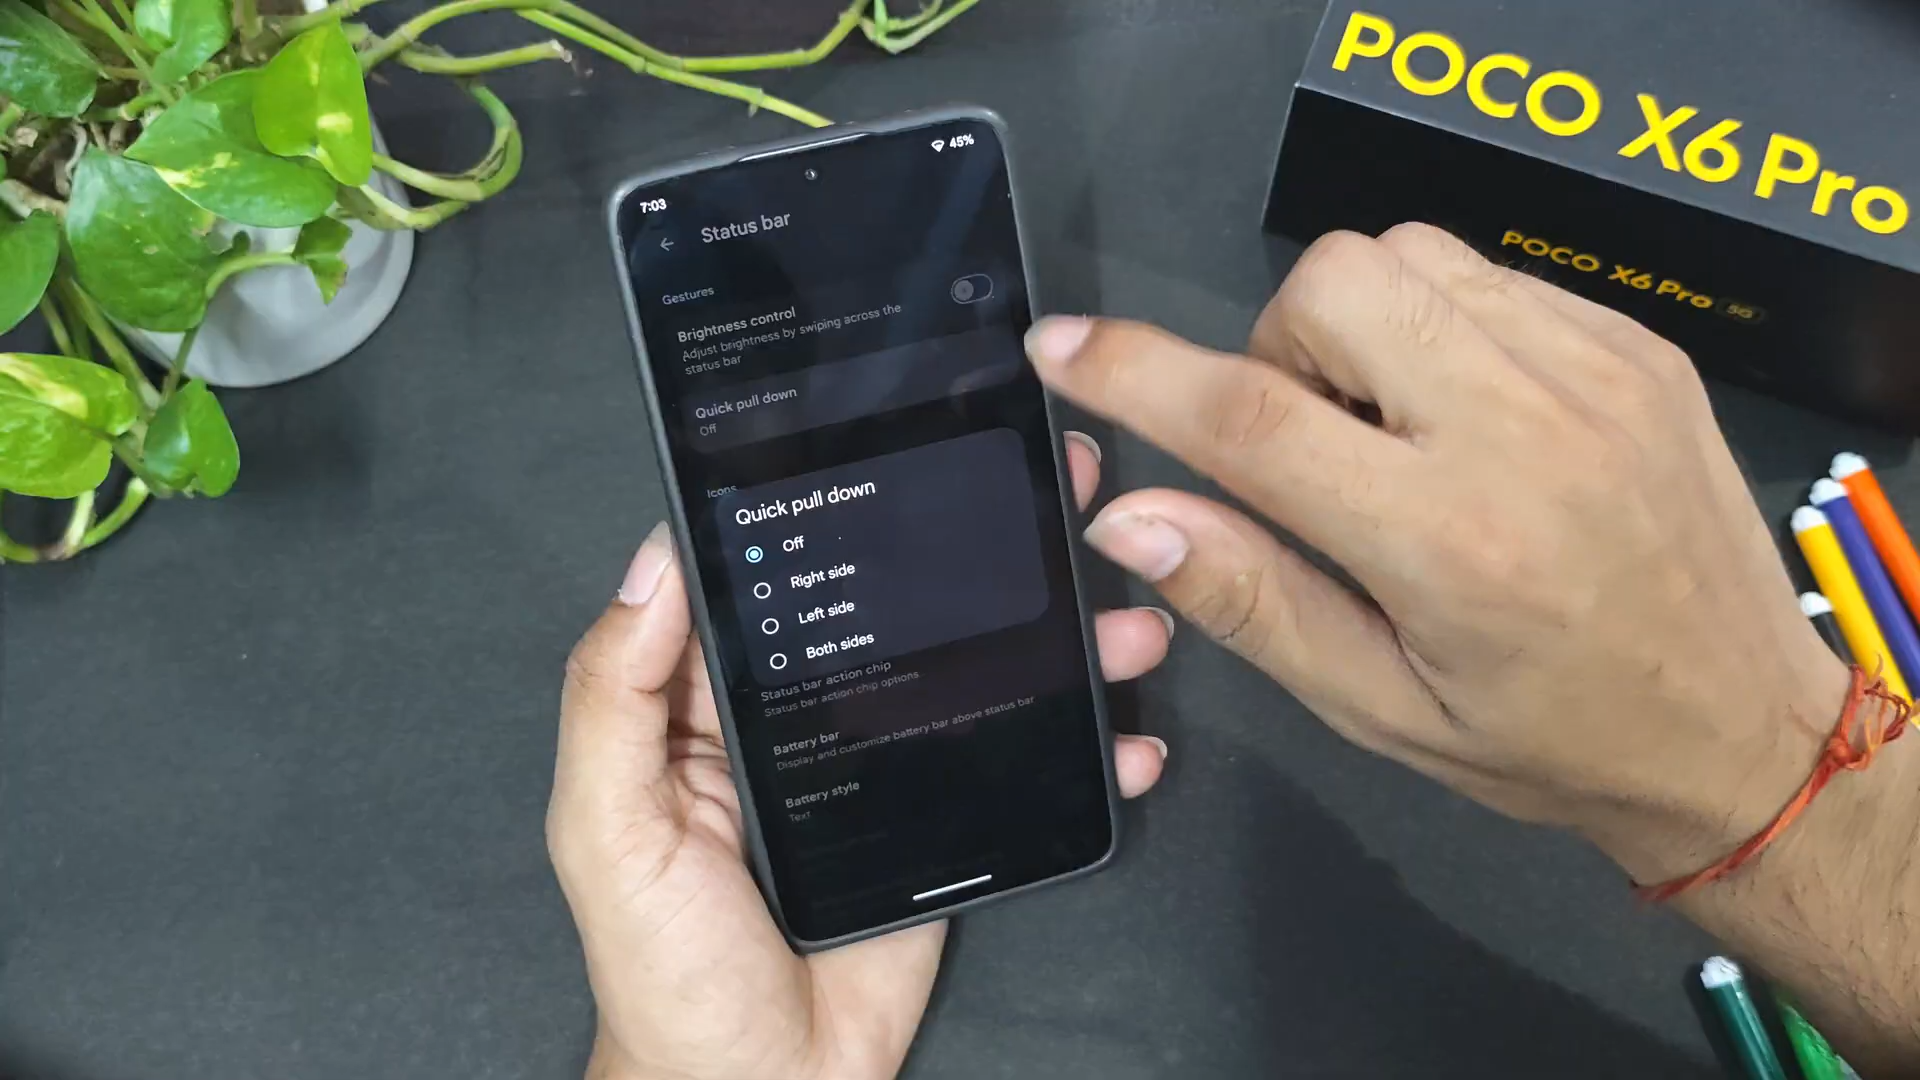 POCO X6 Pro
POCO X6 Pro 5G
7:03
45%
Status bar
Gestures
Brightness control
Adjust brightness by swiping across the
status bar
Quick pull down
Off
Icons
Quick pull down
Off
Right side
Left side
Both sides
Status bar action chip
Status bar action chip options
Battery bar
Display and customize battery bar above status bar
Battery style
Text